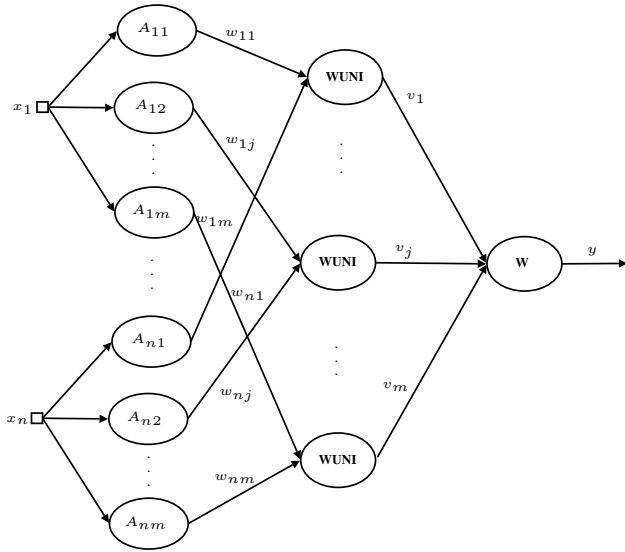 A₁₁
w₁₁
WUNI
x₁
A₁₂
v₁
w₁ⱼ
A₁ₘ
w₁ₘ
WUNI
vⱼ
W
y
wₙ₁
Aₙ₁
wₙⱼ
vₘ
xₙ
Aₙ₂
WUNI
wₙₘ
Aₙₘ